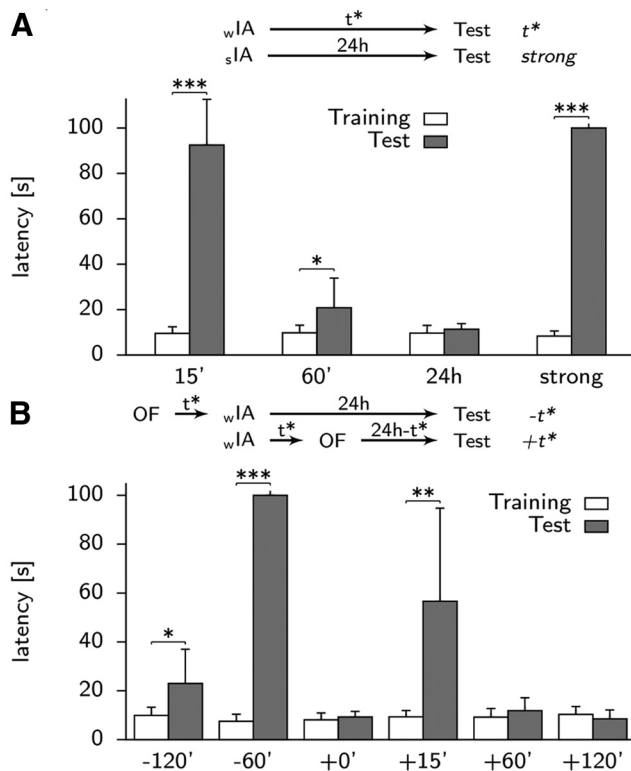 A
wIA t* Test t*
sIA 24h Test strong
*** Training ***
Test
latency [s]
100
80
60
40
20
0
*
15' 60' 24h strong
B
OF t* wIA 24h Test -t*
wIA t* OF 24h-t* Test +t*
*** ** Training
Test
latency [s]
100
80
60
40
20
0
*
-120' -60' +0' +15' +60' +120'